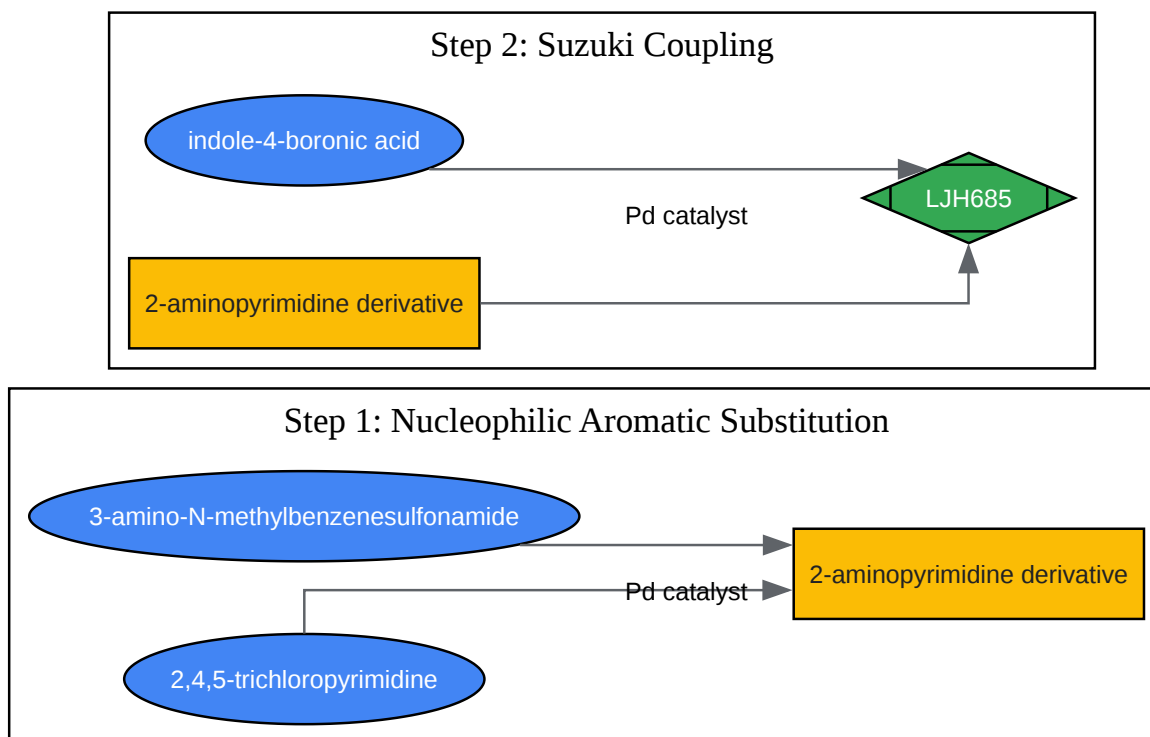 Step 2: Suzuki Coupling
indole-4-boronic acid
LJH685
Pd catalyst
2-aminopyrimidine derivative
Step 1: Nucleophilic Aromatic Substitution
3-amino-N-methylbenzenesulfonamide
2-aminopyrimidine derivative
Pd catalyst
2,4,5-trichloropyrimidine